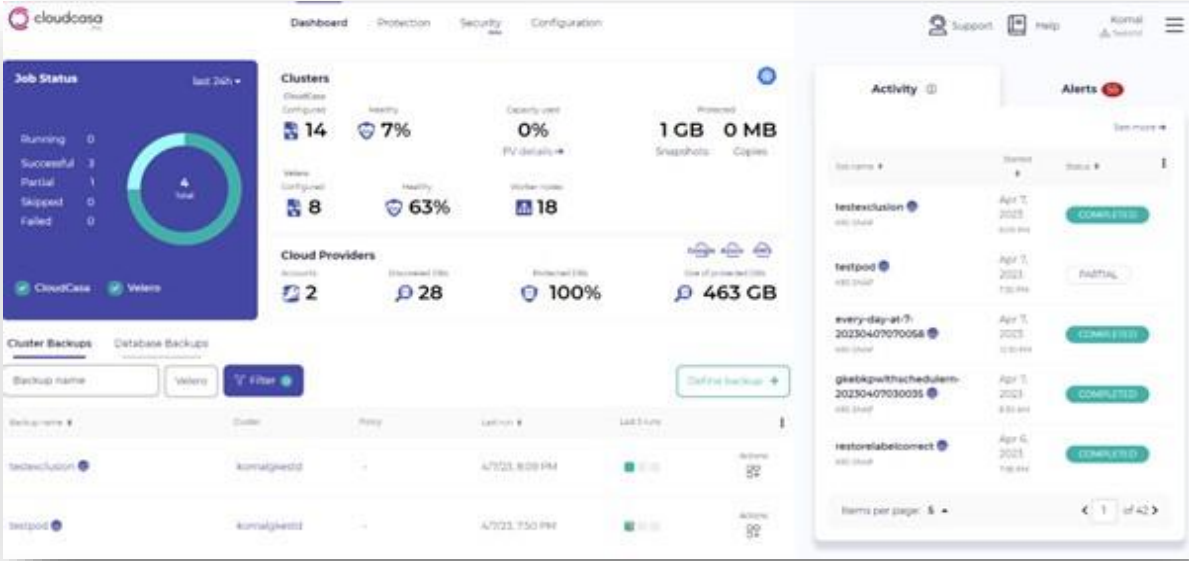 cloudcasa
Dashboard Protection Security Configuration
Support Help Komal
Job Status last 24h
Running 0
Successful 3
Partial 1
Skipped 0
Failed 0
4
Total
CloudCasa Velero
Clusters
CloudCasa
Configured Healthy Capacity used Protected
14 7% 0% 1 GB 0 MB
PV details Snapshots Copies
Velero
Configured Healthy Worker nodes
8 63% 18
Cloud Providers
Accounts Discovered DBs Protected DBs Size of protected DBs
2 28 100% 463 GB
Activity Alerts
See more
Job name Started Status
testexclusion Apr 7, 2023 COMPLETED
testpod Apr 7, 2023 7:50 PM PARTIAL
every-day-at-7-
20230407070058 Apr 7, 2023 COMPLETED
gkebkpwithschedulern-
20230407030035 Apr 7, 2023 COMPLETED
restorelabelcorrect Apr 6, 2023 COMPLETED
Items per page: 5 1 of 42
Cluster Backups Database Backups
Backup name Velero Filter Define backup +
Backup name Cluster Policy Last run Last 5 runs
testexclusion komalgkestd - 4/7/23, 8:09 PM Actions
testpod komalgkestd - 4/7/23, 7:50 PM Actions